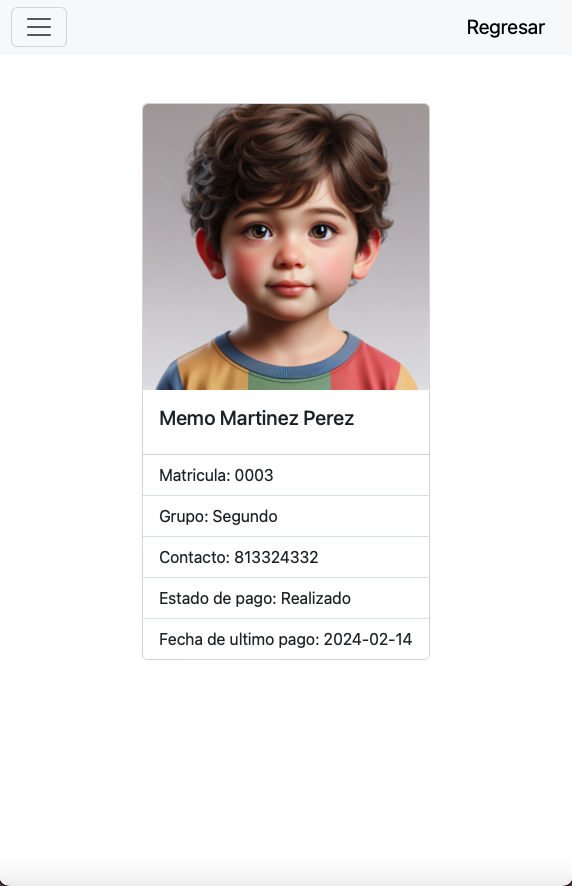 Regresar
Memo Martinez Perez
Matricula: 0003
Grupo: Segundo
Contacto: 813324332
Estado de pago: Realizado
Fecha de ultimo pago: 2024-02-14